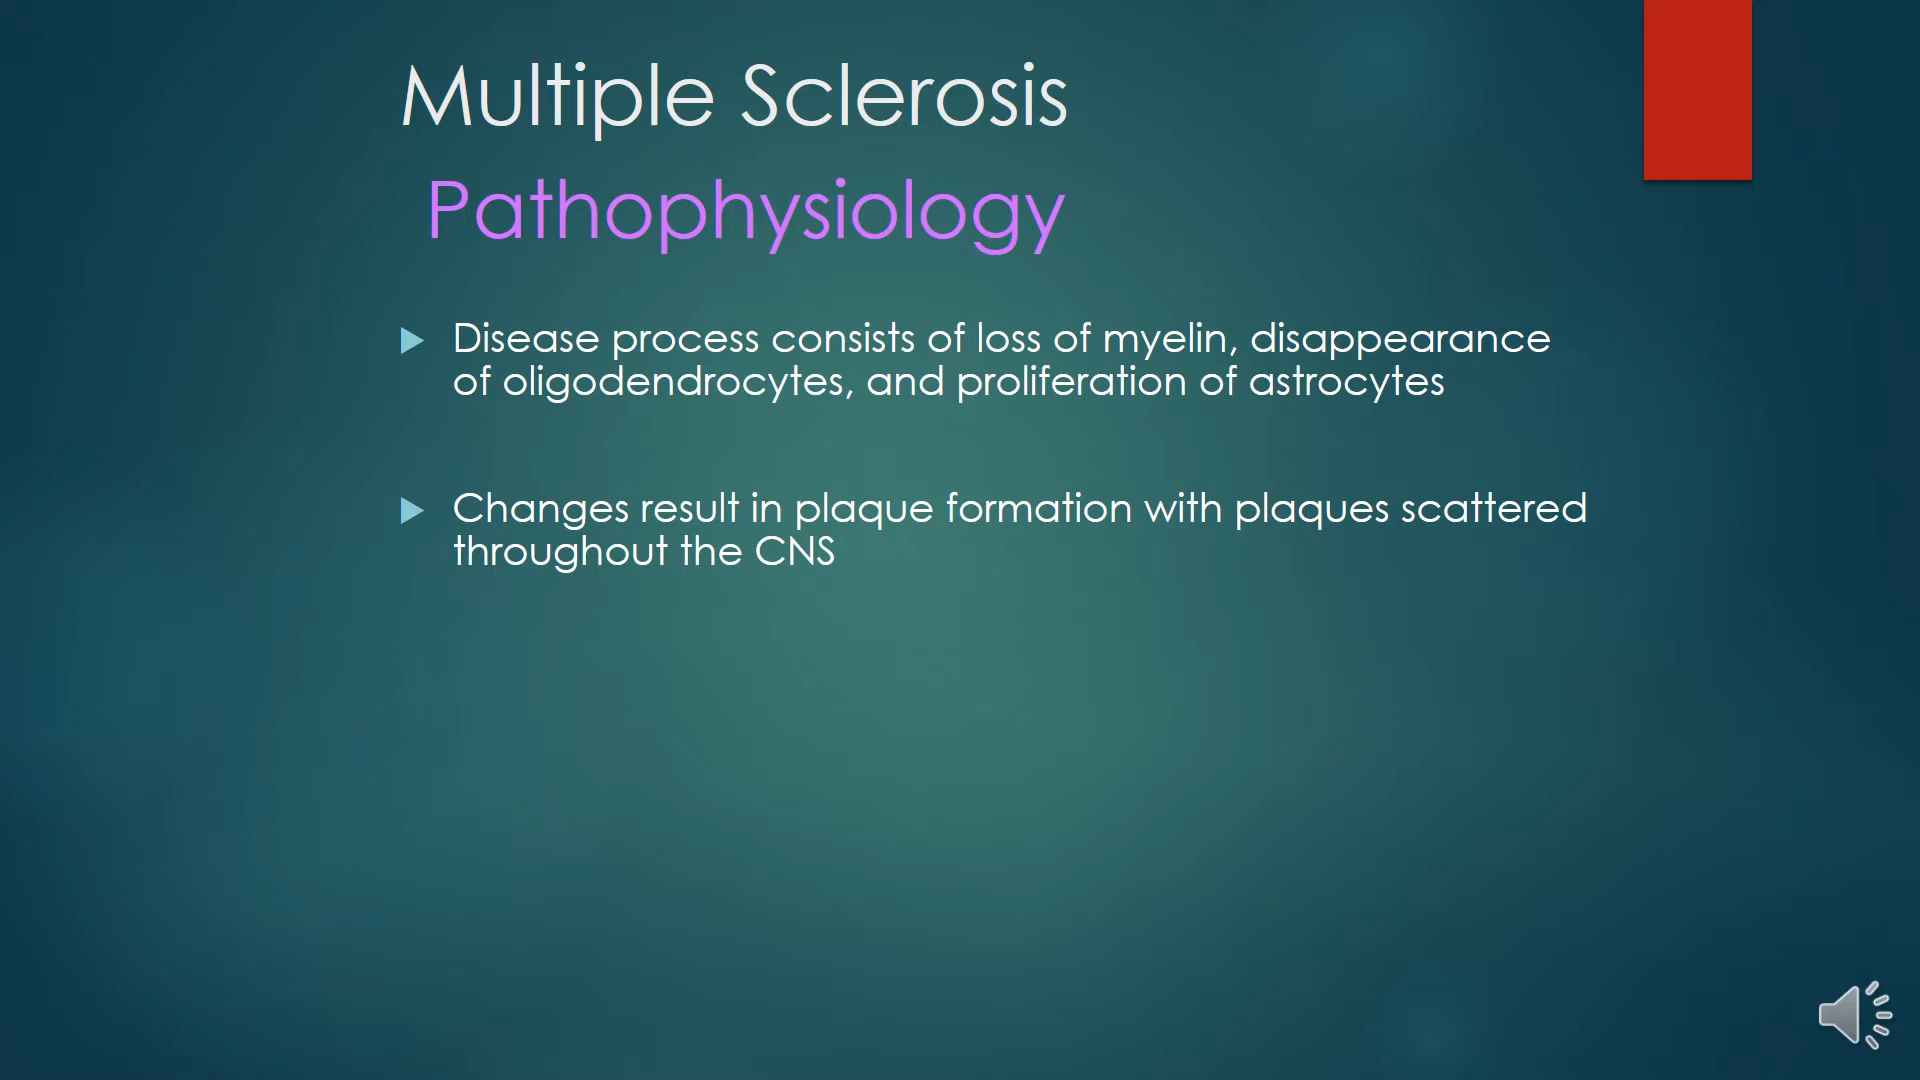 Multiple Sclerosis
Pathophysiology
Disease process consists of loss of myelin, disappearance
of oligodendrocytes, and proliferation of astrocytes
Changes result in plaque formation with plaques scattered
throughout the CNS